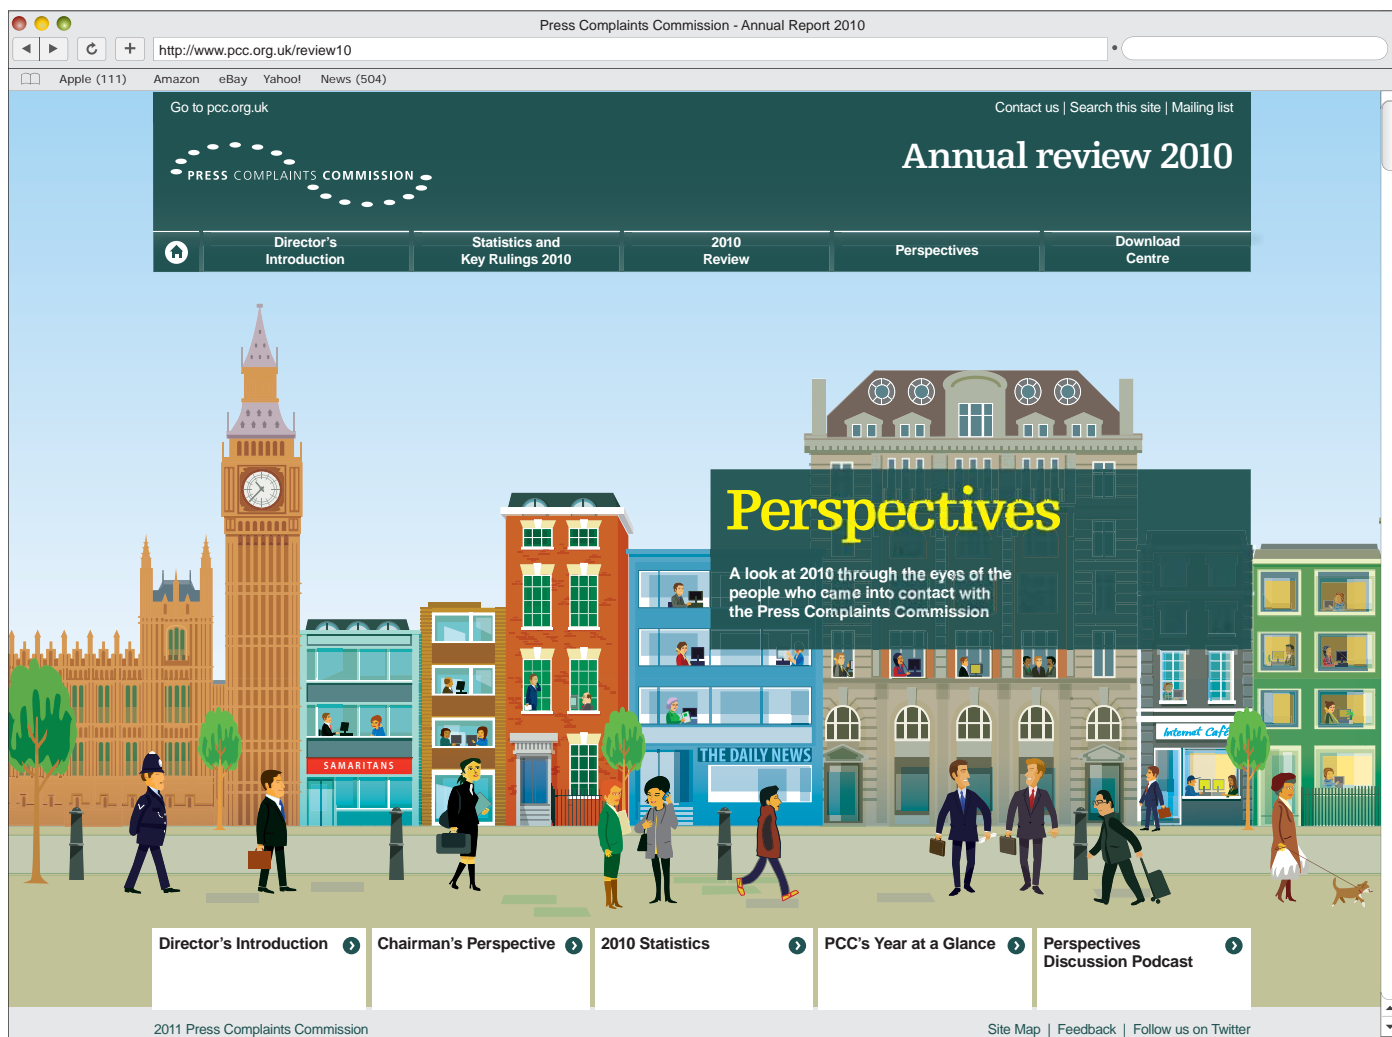 Press Complaints Commission - Annual Report 2010
http://www.pcc.org.uk/review10
Apple (111) Amazon eBay Yahoo! News (504)
Go to pcc.org.uk
Contact us | Search this site | Mailing list
PRESS COMPLAINTS COMMISSION
Annual review 2010
Director's
Introduction
Statistics and
Key Rulings 2010
2010
Review
Perspectives
Download
Centre
Perspectives
A look at 2010 through the eyes of the
people who came into contact with
the Press Complaints Commission
SAMARITANS
THE DAILY NEWS
Internet Café
Director's Introduction
Chairman's Perspective
2010 Statistics
PCC's Year at a Glance
Perspectives
Discussion Podcast
2011 Press Complaints Commission
Site Map | Feedback | Follow us on Twitter